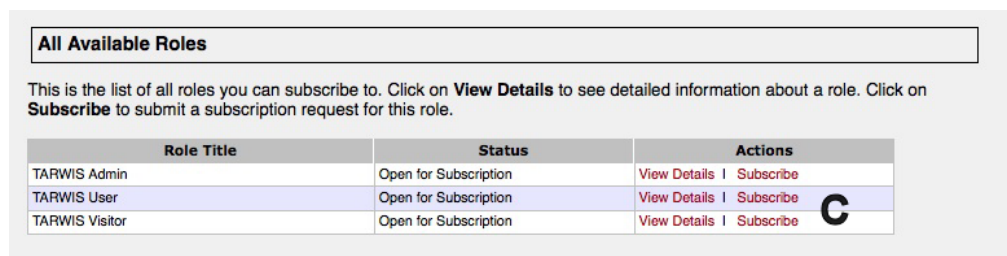 All Available Roles
This is the list of all roles you can subscribe to. Click on View Details to see detailed information about a role. Click on
Subscribe to submit a subscription request for this role.
Role Title Status Actions
TARWIS Admin Open for Subscription View Details | Subscribe
TARWIS User Open for Subscription View Details | Subscribe
TARWIS Visitor Open for Subscription View Details | Subscribe
C